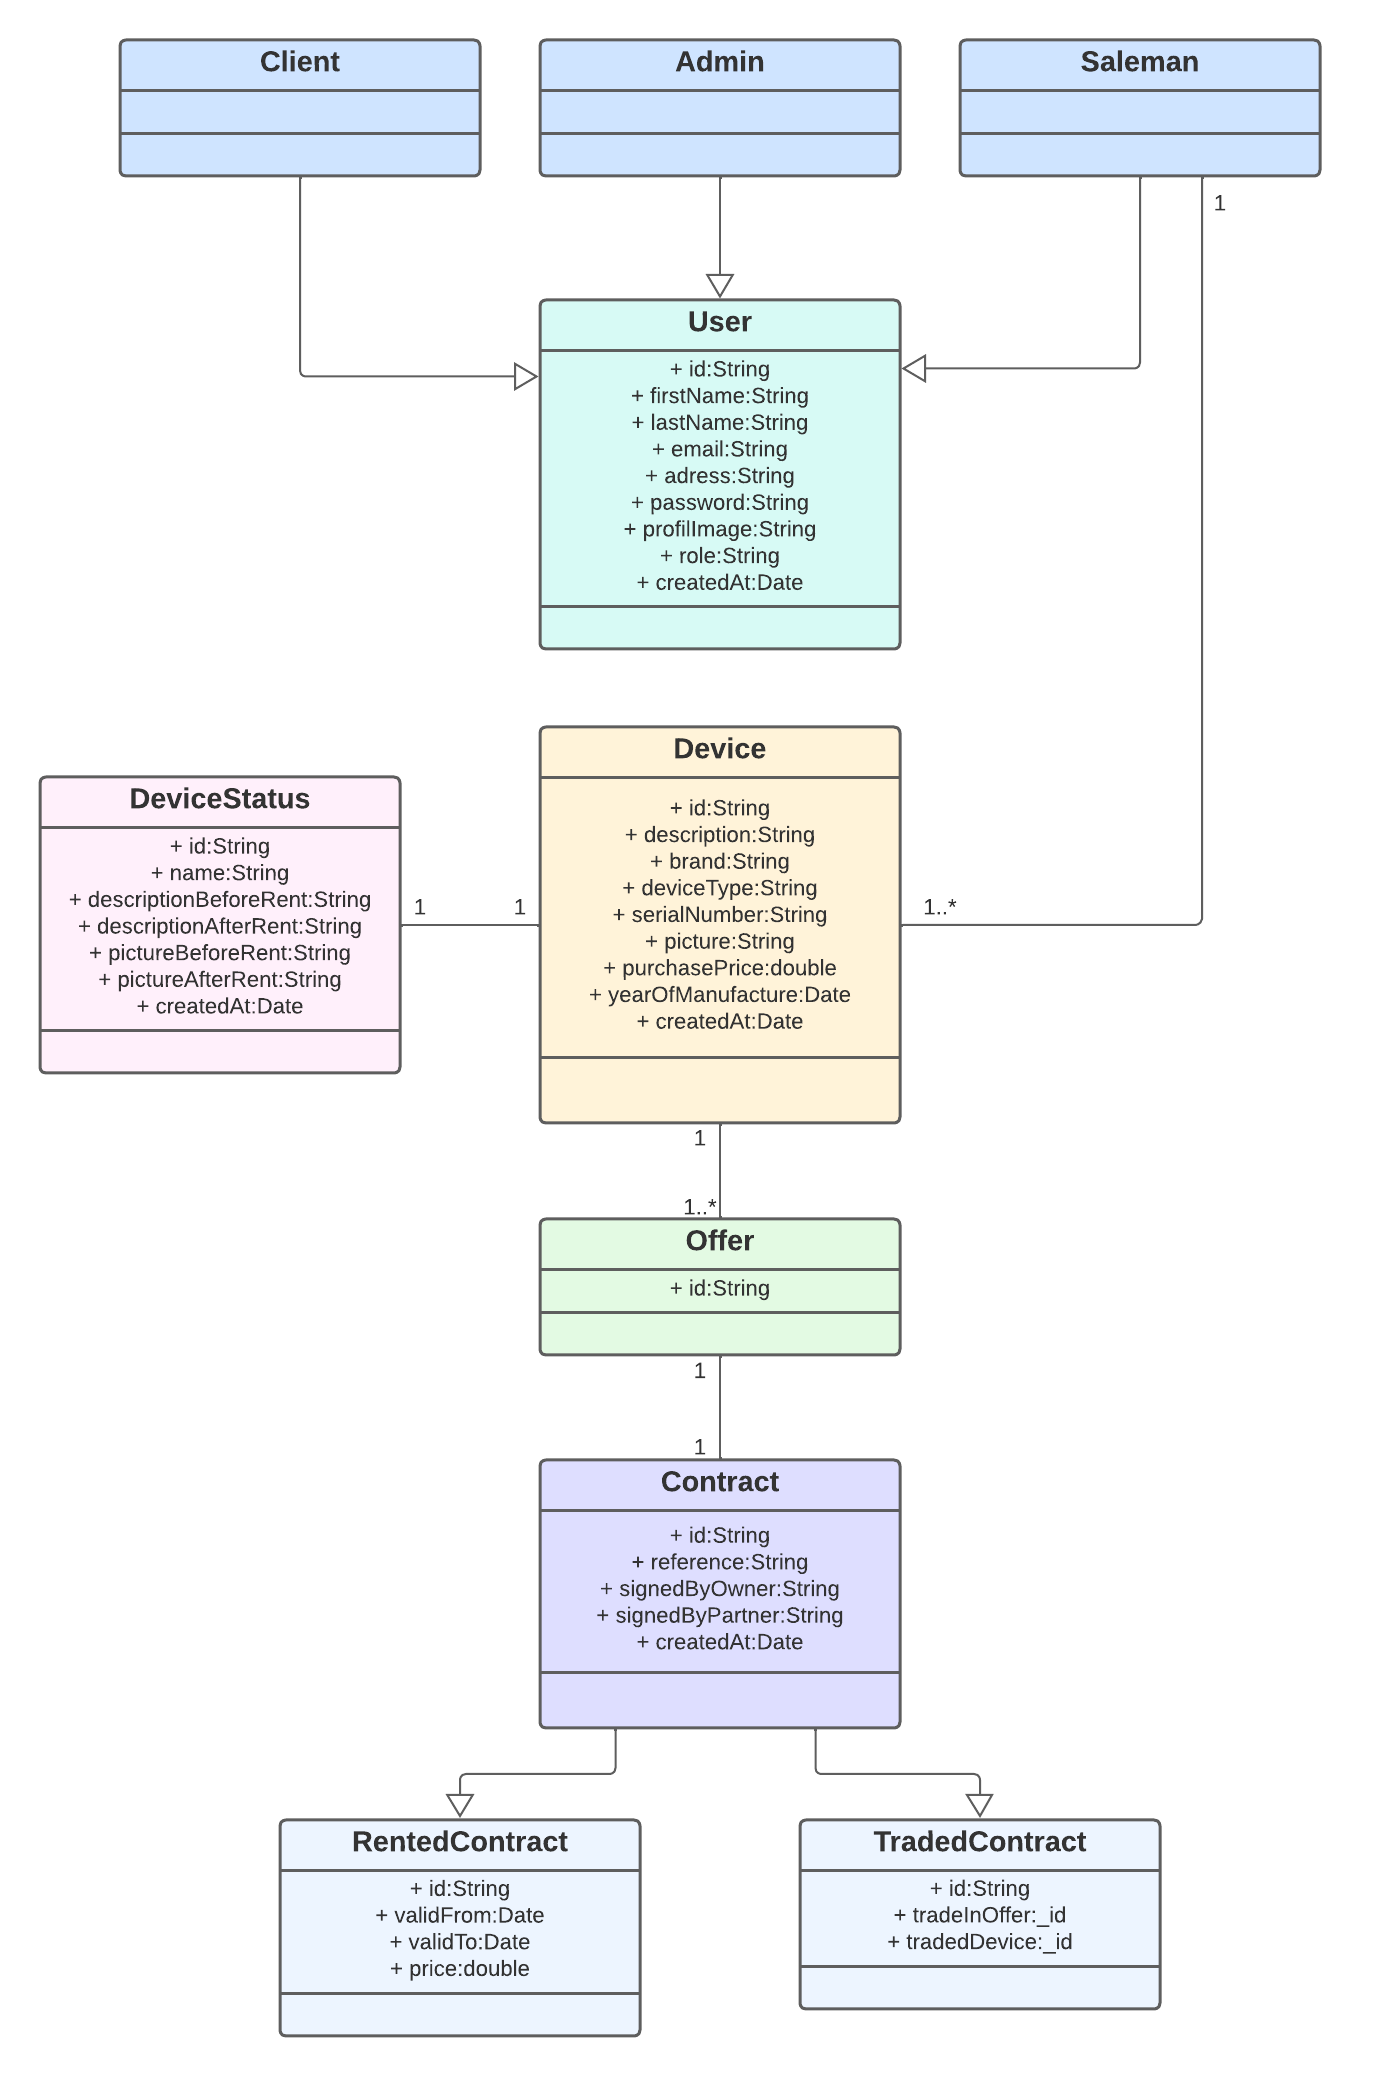 Client
Admin
Saleman
1
User
+ id:String
+ firstName:String
+ lastName:String
+ email:String
+ adress:String
+ password:String
+ profilImage:String
+ role:String
+ createdAt:Date
Device
+ id:String
+ description:String
+ brand:String
+ deviceType:String
+ serialNumber:String
+ picture:String
+ purchasePrice:double
+ yearOfManufacture:Date
+ createdAt:Date
DeviceStatus
+ id:String
+ name:String
+ descriptionBeforeRent:String
+ descriptionAfterRent:String
+ pictureBeforeRent:String
+ pictureAfterRent:String
+ createdAt:Date
1
1
1..*
1
1..*
Offer
+ id:String
1
1
Contract
+ id:String
+ reference:String
+ signedByOwner:String
+ signedByPartner:String
+ createdAt:Date
RentedContract
+ id:String
+ validFrom:Date
+ validTo:Date
+ price:double
TradedContract
+ id:String
+ tradeInOffer:_id
+ tradedDevice:_id